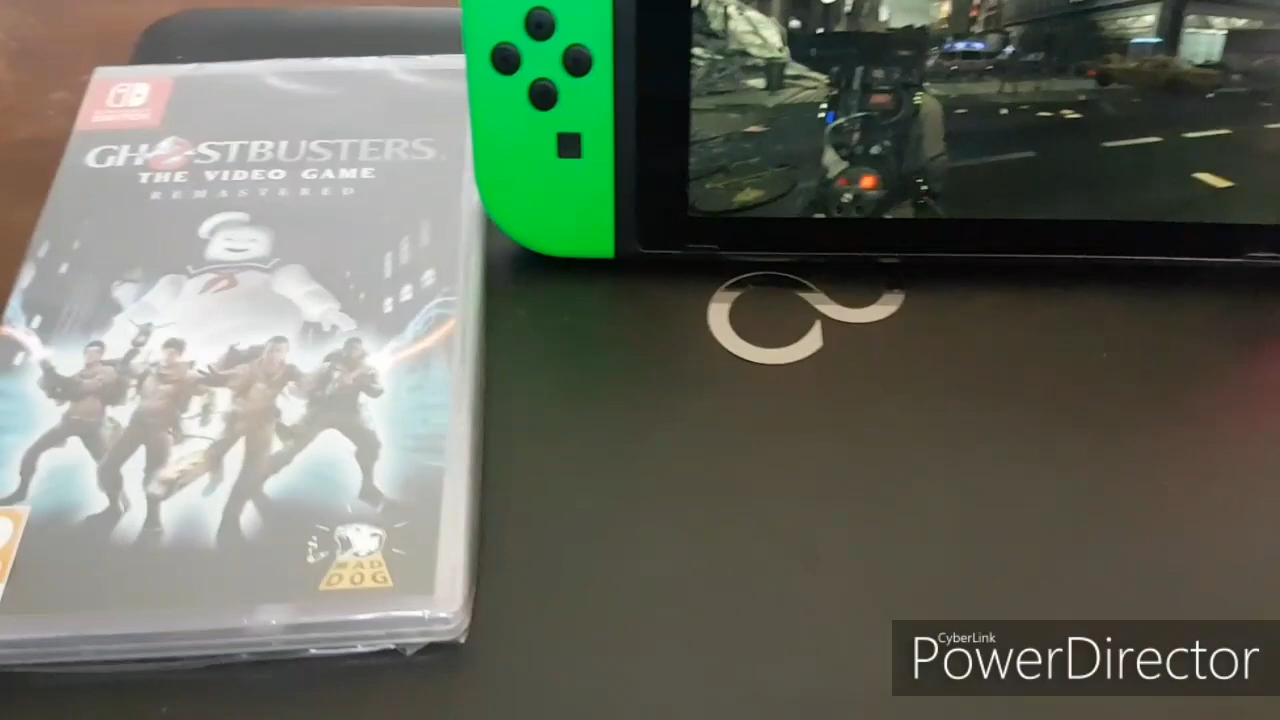 GHOSTBUSTERS
THE VIDEO GAME
REMASTERED
MAD
DOG
CyberLink
PowerDirector